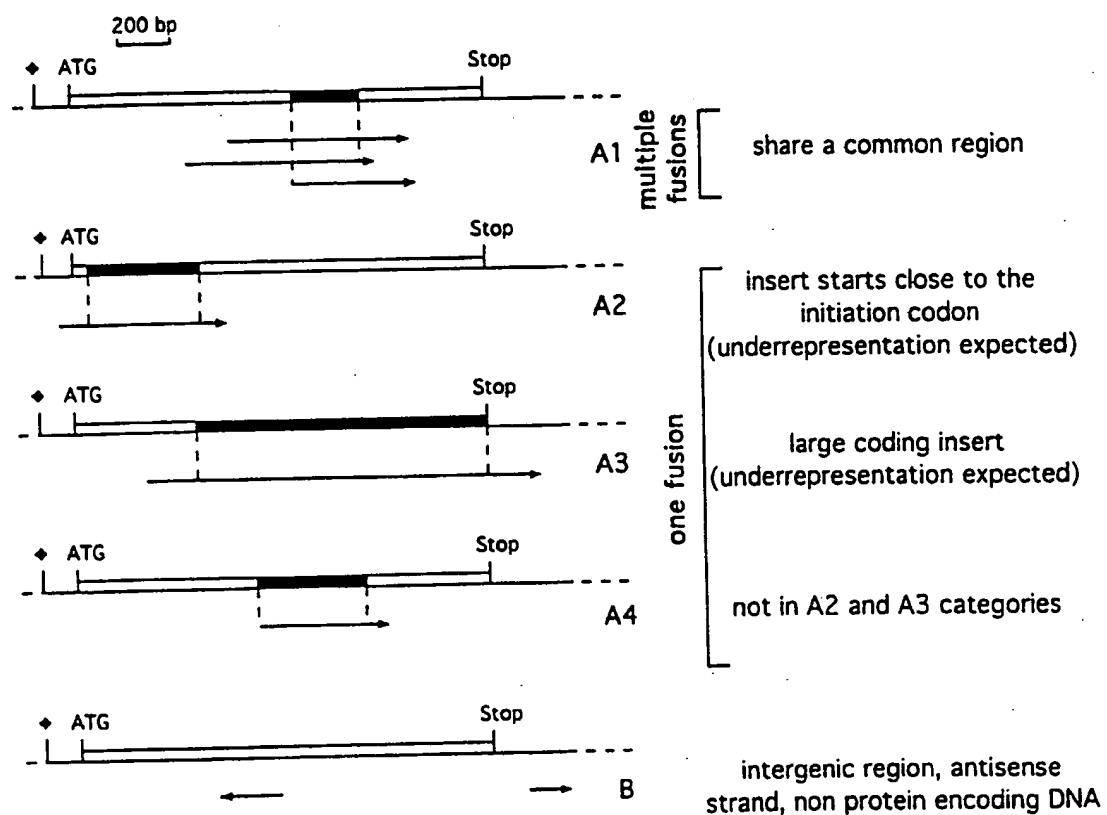 200 bp
◆ ATG Stop
A1
multiple
fusions
share a common region
◆ ATG Stop
A2
insert starts close to the
initiation codon
(underrepresentation expected)
◆ ATG Stop
A3
one fusion
large coding insert
(underrepresentation expected)
◆ ATG Stop
A4
not in A2 and A3 categories
◆ ATG Stop
B
intergenic region, antisense
strand, non protein encoding DNA